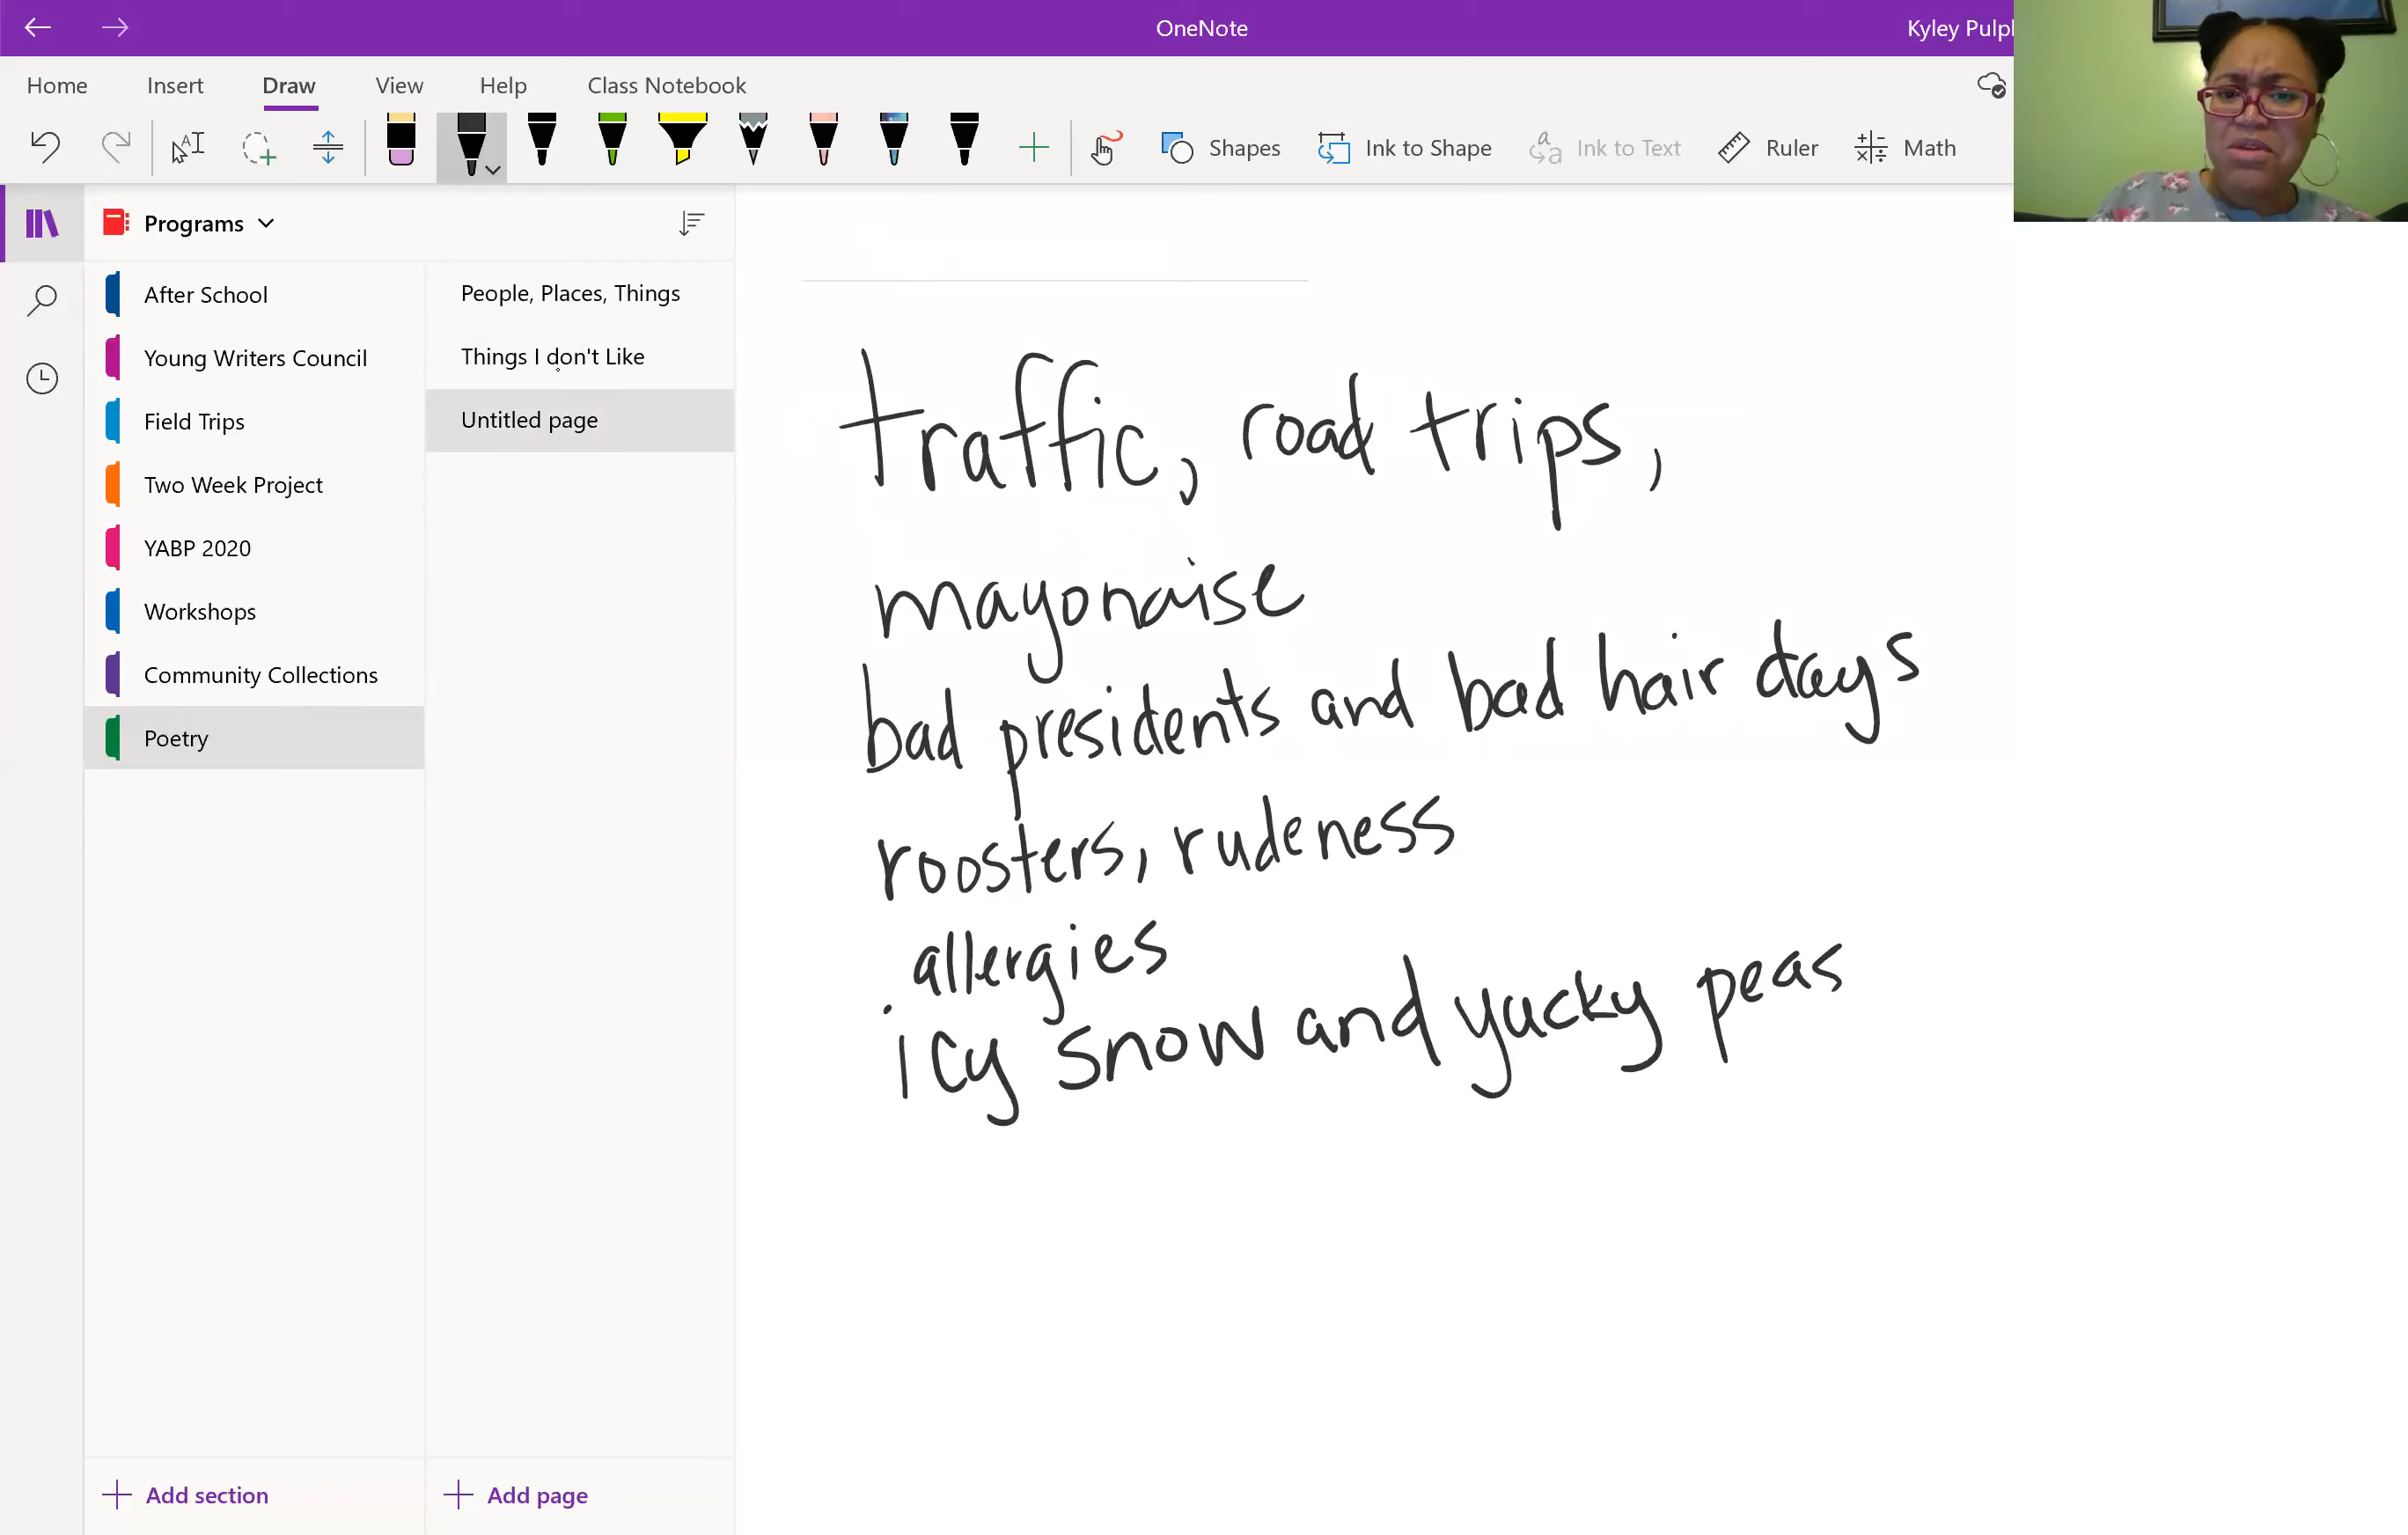 OneNote
Kyley Pulpl
Home Insert Draw View Help Class Notebook
Shapes Ink to Shape Ink to Text Ruler Math
Programs
After School
Young Writers Council
Field Trips
Two Week Project
YABP 2020
Workshops
Community Collections
Poetry
Add section
People, Places, Things
Things I don't Like
Untitled page
Add page
traffic, road trips,
mayonaise
bad presidents and bad hair days
roosters, rudeness
allergies
icy snow and yucky peas